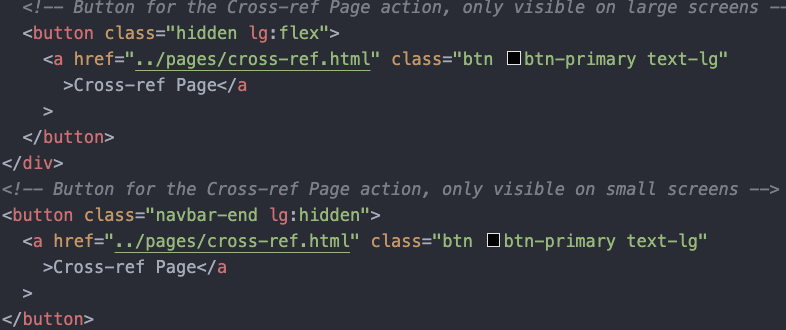 <!-- Button for the Cross-ref Page action, only visible on large screens --
<button class="hidden lg:flex">
<a href="../pages/cross-ref.html" class="btn btn-primary text-lg"
>Cross-ref Page</a
>
</button>
</div>
<!-- Button for the Cross-ref Page action, only visible on small screens -->
<button class="navbar-end lg:hidden">
<a href="../pages/cross-ref.html" class="btn btn-primary text-lg"
>Cross-ref Page</a
>
</button>